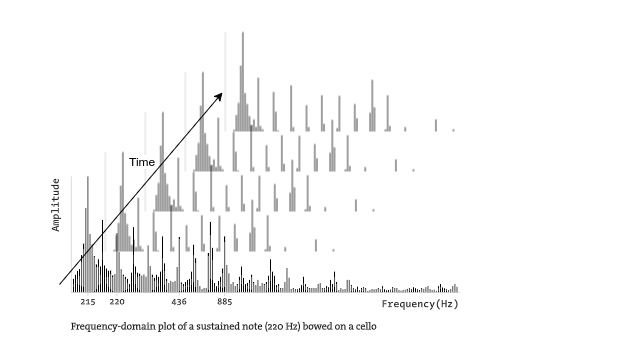 Time
Amplitude
215 220 436 885
Frequency(Hz)
Frequency-domain plot of a sustained note (220 Hz) bowed on a cello